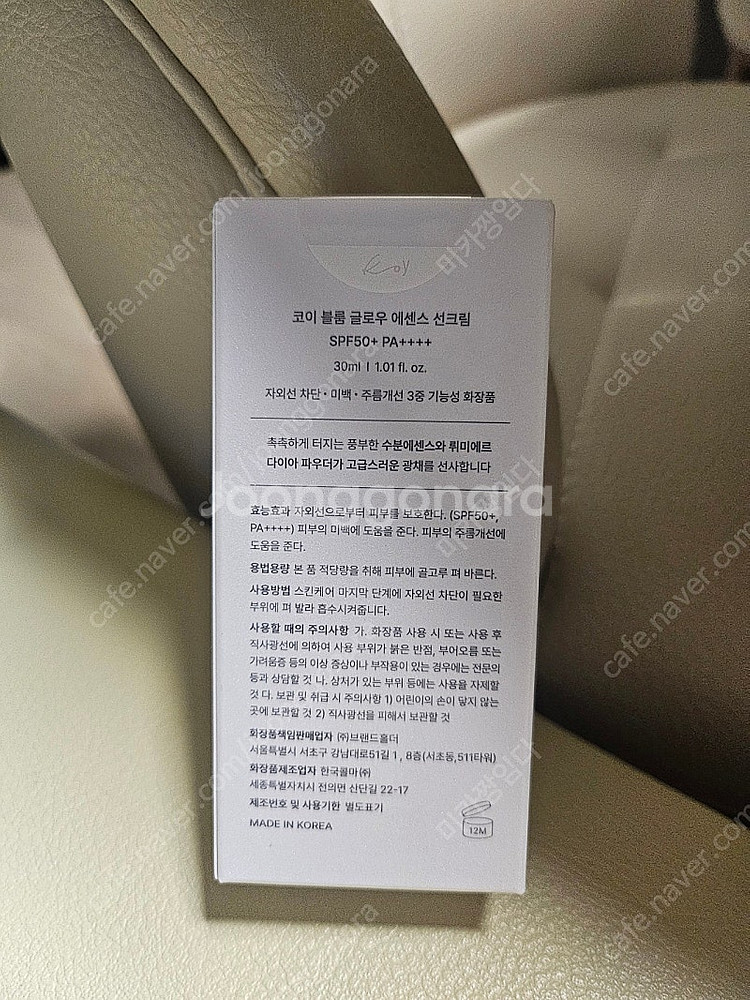 Koy
코이 블룸 글로우 에센스 선크림
SPF50+ PA++++
30ml I 1.01 fl. oz.
자외선 차단 • 미백 • 주름개선 3중 기능성 화장품
촉촉하게 터지는 풍부한 수분에센스와 뤼미에르
다이아 파우더가 고급스러운 광채를 선사합니다
joonggonara
효능효과 자외선으로부터 피부를 보호한다. (SPF50+,
PA++++) 피부의 미백에 도움을 준다. 피부의 주름개선에
도움을 준다.
용법용량 본 품 적당량을 취해 피부에 골고루 펴 바른다.
사용방법 스킨케어 마지막 단계에 자외선 차단이 필요한
부위에 펴 발라 흡수시켜줍니다.
사용할 때의 주의사항 가. 화장품 사용 시 또는 사용 후
직사광선에 의하여 사용 부위가 붉은 반점, 부어오름 또는
가려움증 등의 이상 증상이나 부작용이 있는 경우에는 전문의
등과 상담할 것 나. 상처가 있는 부위 등에는 사용을 자제할
것 다. 보관 및 취급 시 주의사항 1) 어린이의 손이 닿지 않는
곳에 보관할 것 2) 직사광선을 피해서 보관할 것
화장품책임판매업자 (주)브랜드홀더
서울특별시 서초구 강남대로51길 1 , 8층(서초동,511타워)
화장품제조업자 한국콜마(주)
세종특별자치시 전의면 산단길 22-17
제조번호 및 사용기한 별도표기
MADE IN KOREA
12M
cafe.naver.com/joonggonara
미카짱임다